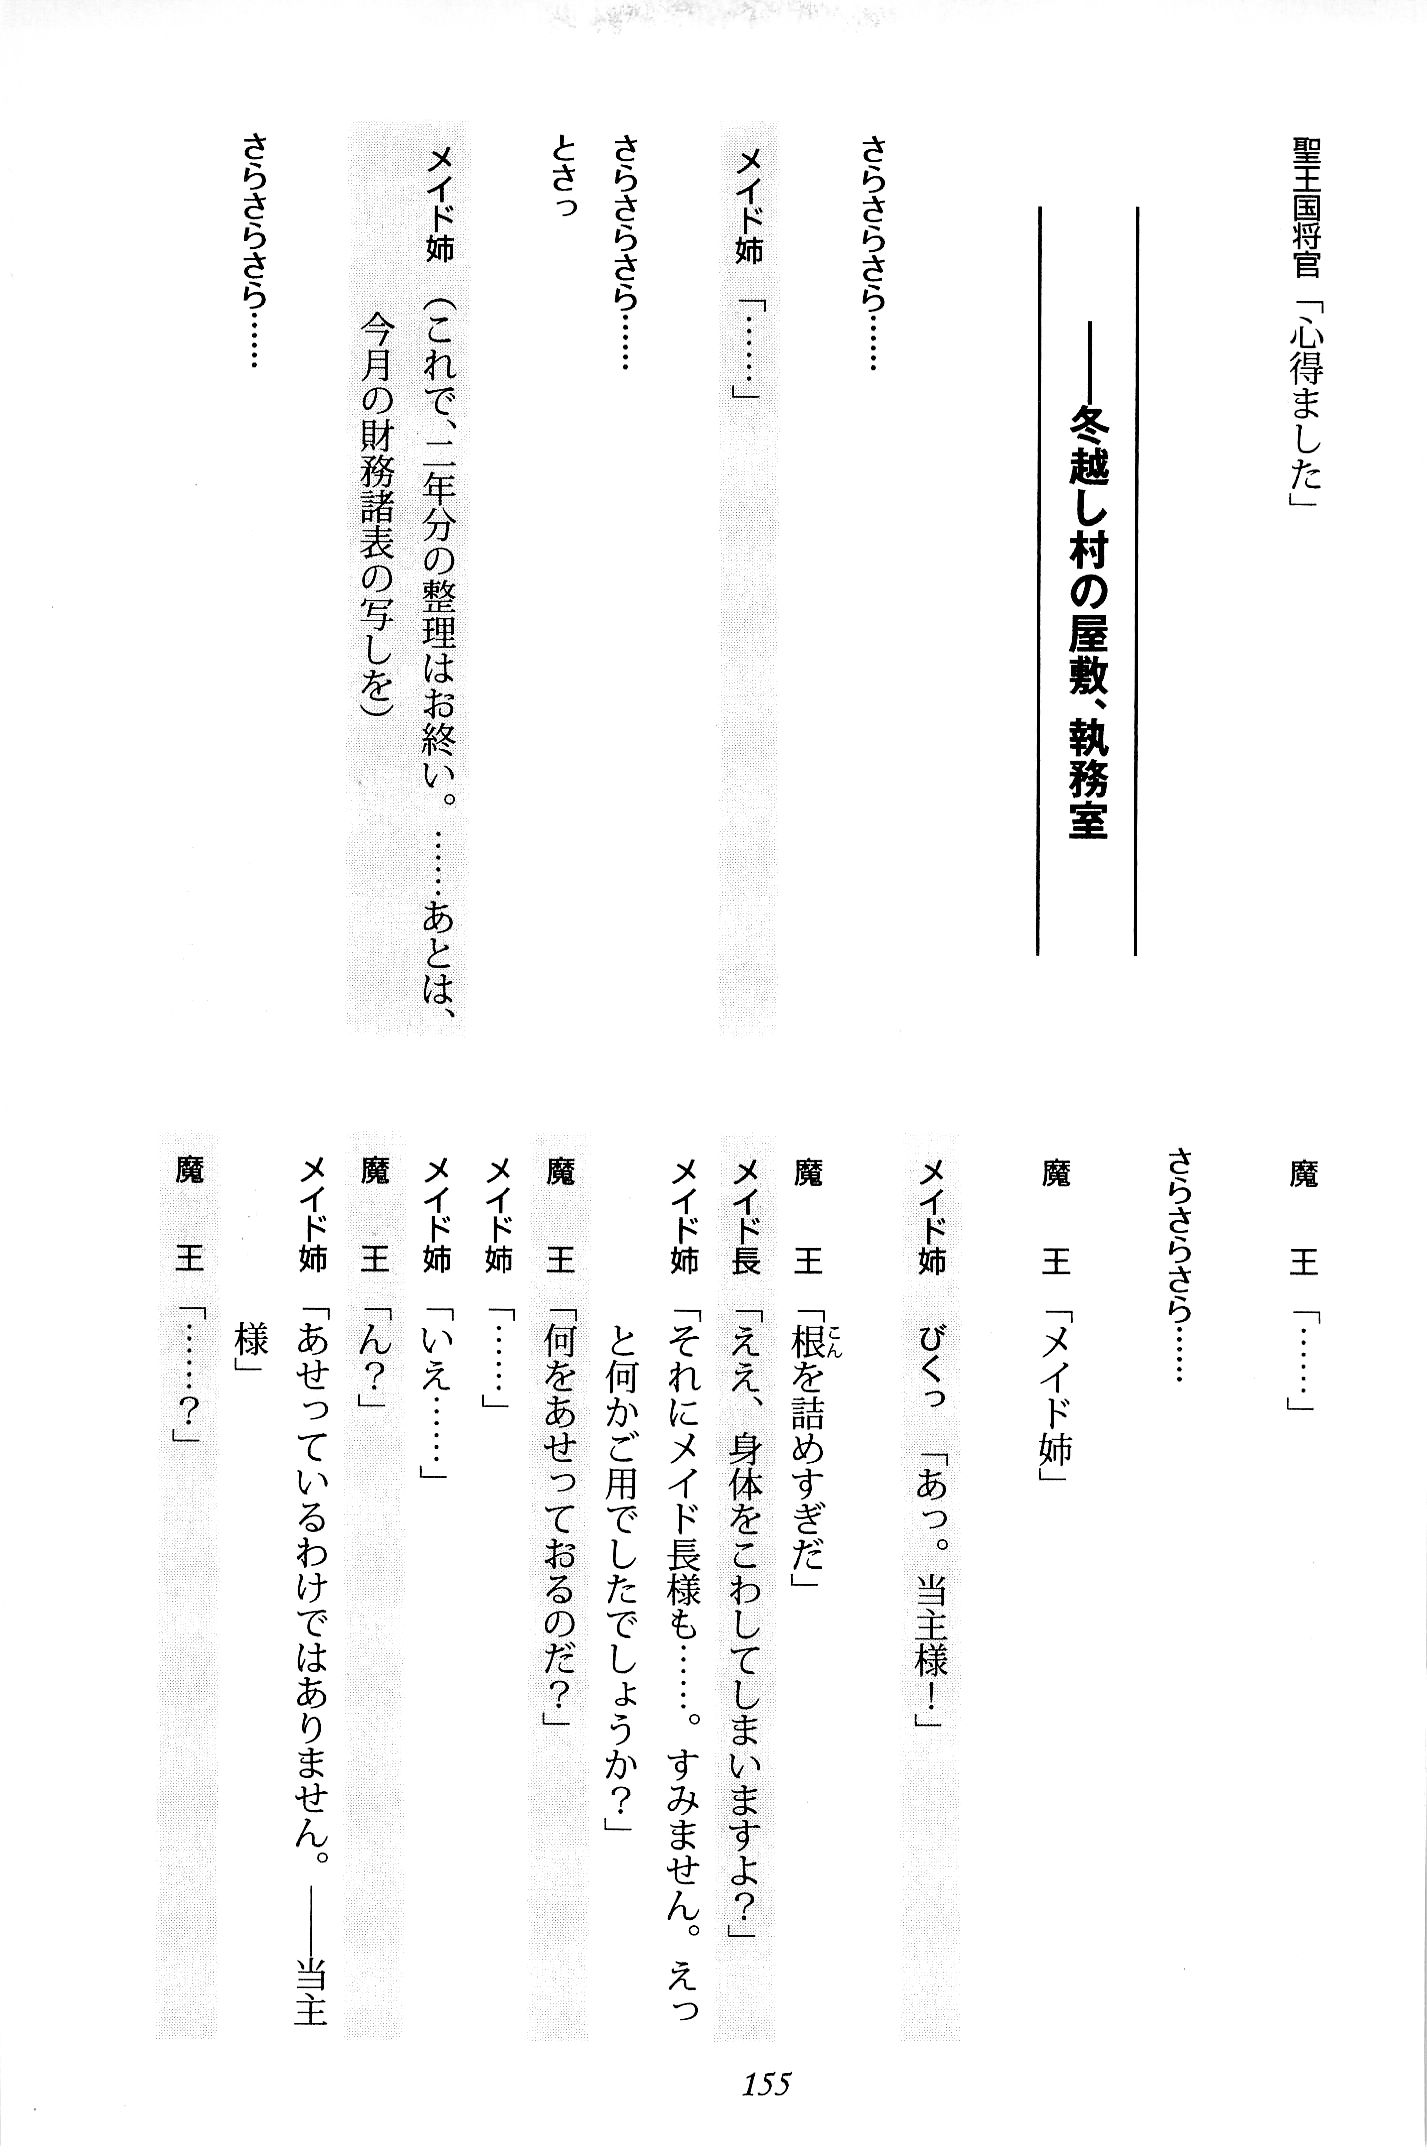 聖王国将官「心得ました」
――冬越し村の屋敷、執務室
さらさらさら……
メイド姉「……」
さらさらさら……
とさっ
メイド姉（これで、二年分の整理はお終い。……あとは、
今月の財務諸表の写しを）
さらさらさら……
魔　王「……」
さらさらさら……
魔　王「メイド姉」
メイド姉　びくっ　「あっ。当主様！」
魔　王「根を詰めすぎだ」
こん
メイド長「ええ、身体をこわしてしまいますよ？」
メイド姉「それにメイド長様も……。すみません。えっ
と何かご用でしたでしょうか？」
魔　王「何をあせっておるのだ？」
メイド姉「……」
メイド姉「いえ……」
魔　王「ん？」
メイド姉「あせっているわけではありません。――当主
様」
魔　王「……？」
155